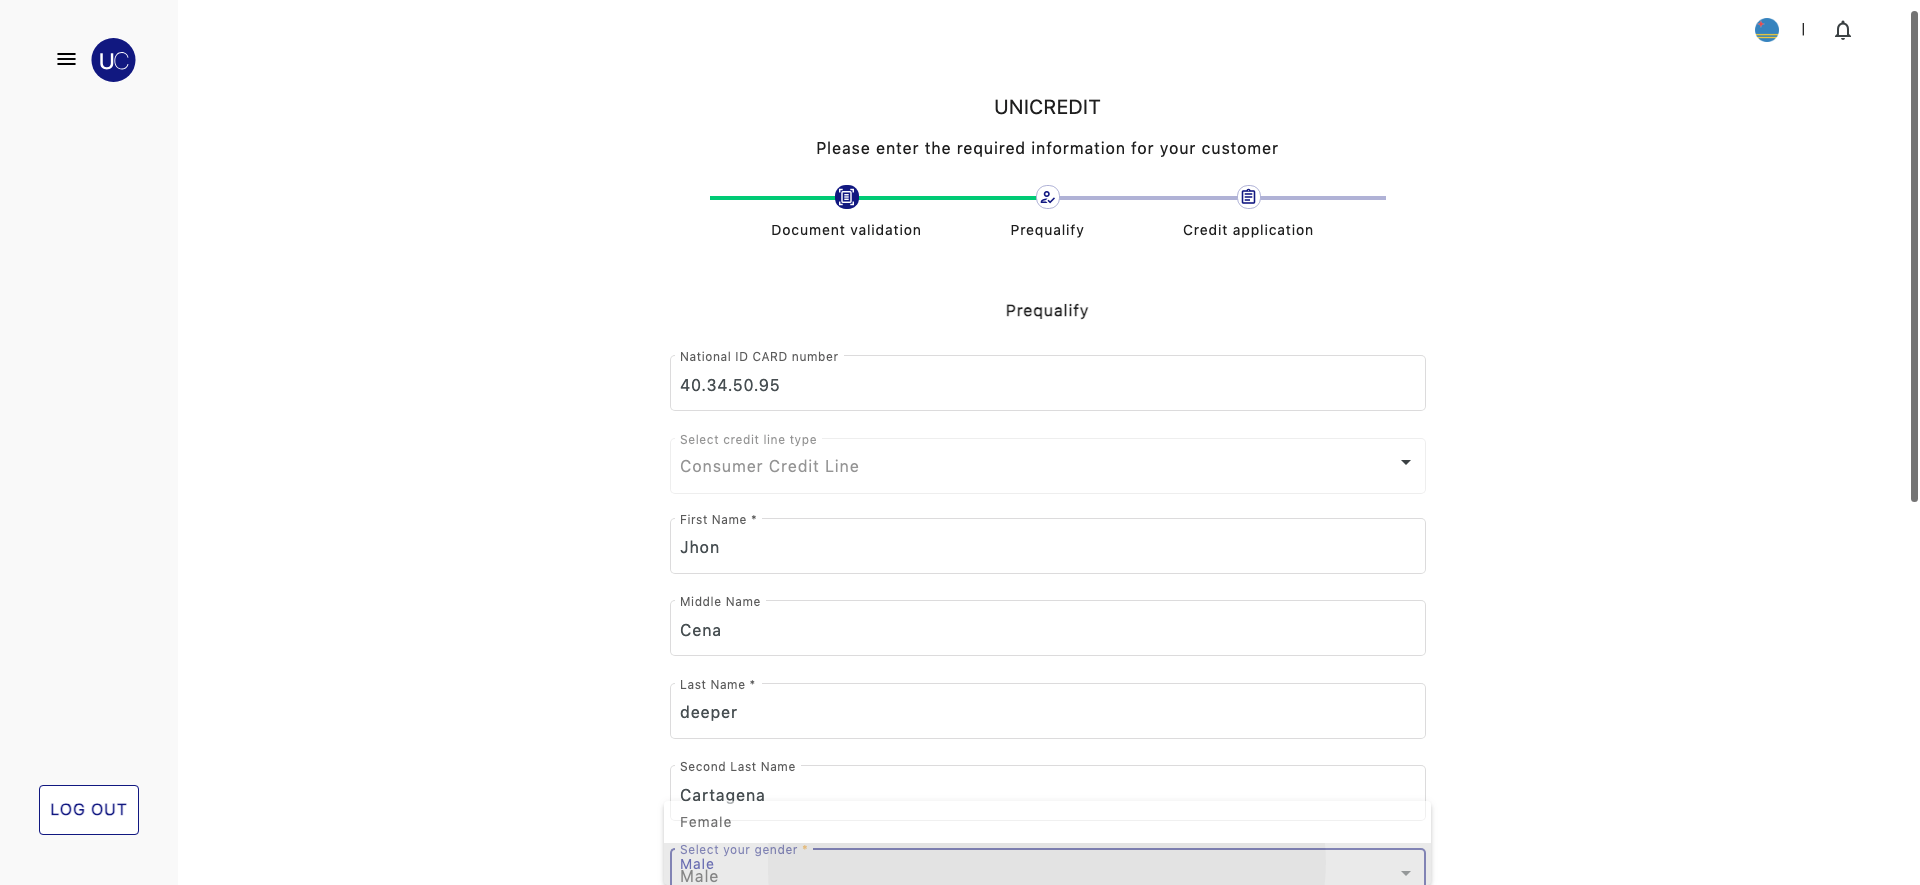 UC
UNICREDIT
Please enter the required information for your customer
Document validation
Prequalify
Credit application
Prequalify
National ID CARD number
40.34.50.95
Select credit line type
Consumer Credit Line
First Name *
Jhon
Middle Name
Cena
Last Name *
deeper
Second Last Name
Cartagena
Female
Select your gender *
Male
Male
LOG OUT